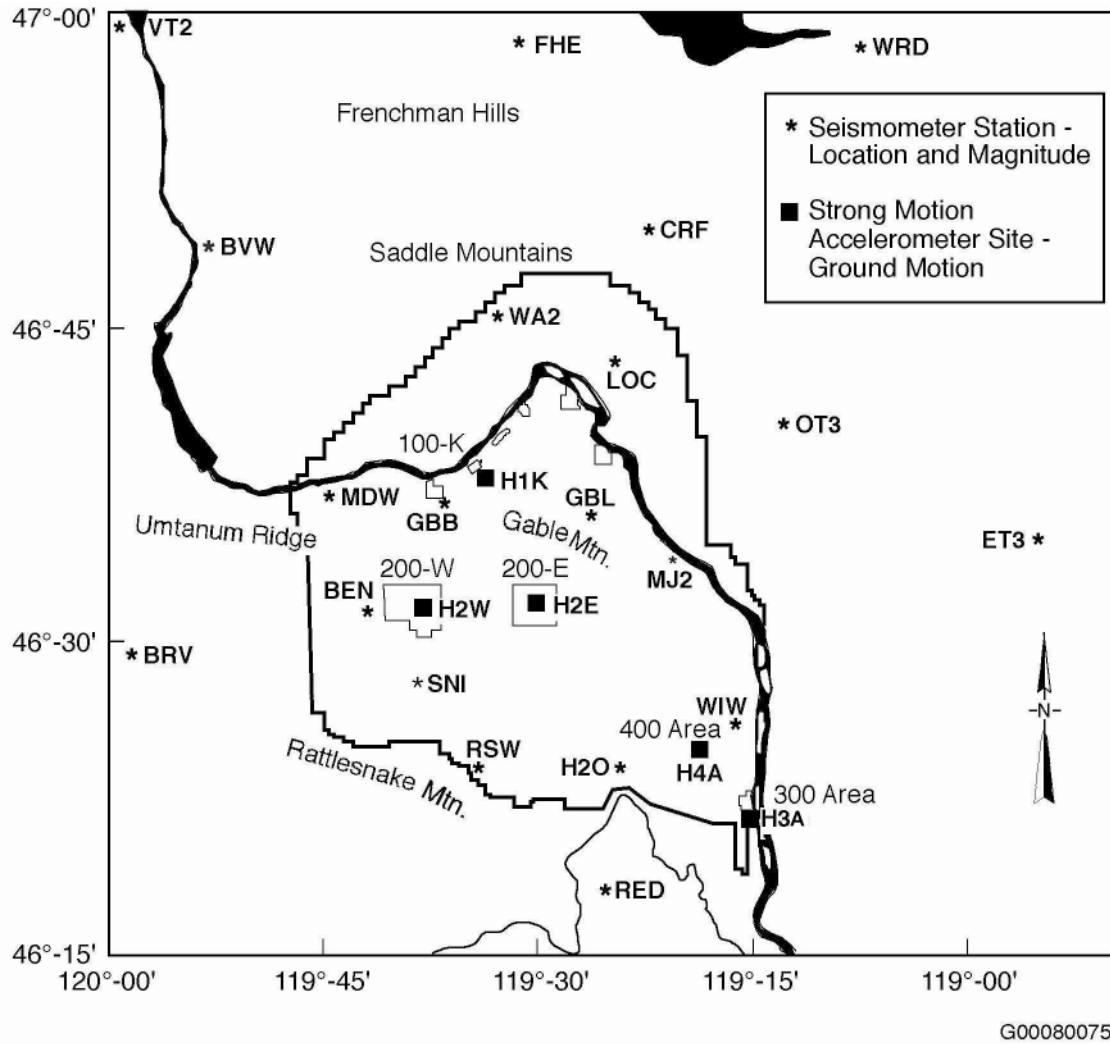 47°-00'
VT2
FHE
WRD
Frenchman Hills
* Seismometer Station -
Location and Magnitude
■ Strong Motion
Accelerometer Site -
Ground Motion
CRF
BVW
Saddle Mountains
WA2
46°-45'
LOC
OT3
100-K
H1K
MDW
GBB
GBL
Umtanum Ridge
Gable Mtn.
ET3
MJ2
200-W
200-E
BEN
H2W
H2E
46°-30'
BRV
SNI
-N-
WIW
400 Area
RSW
H2O
H4A
Rattlesnake Mtn.
300 Area
H3A
RED
46°-15'
120°-00'
119°-45'
119°-30'
119°-15'
119°-00'
G00080075